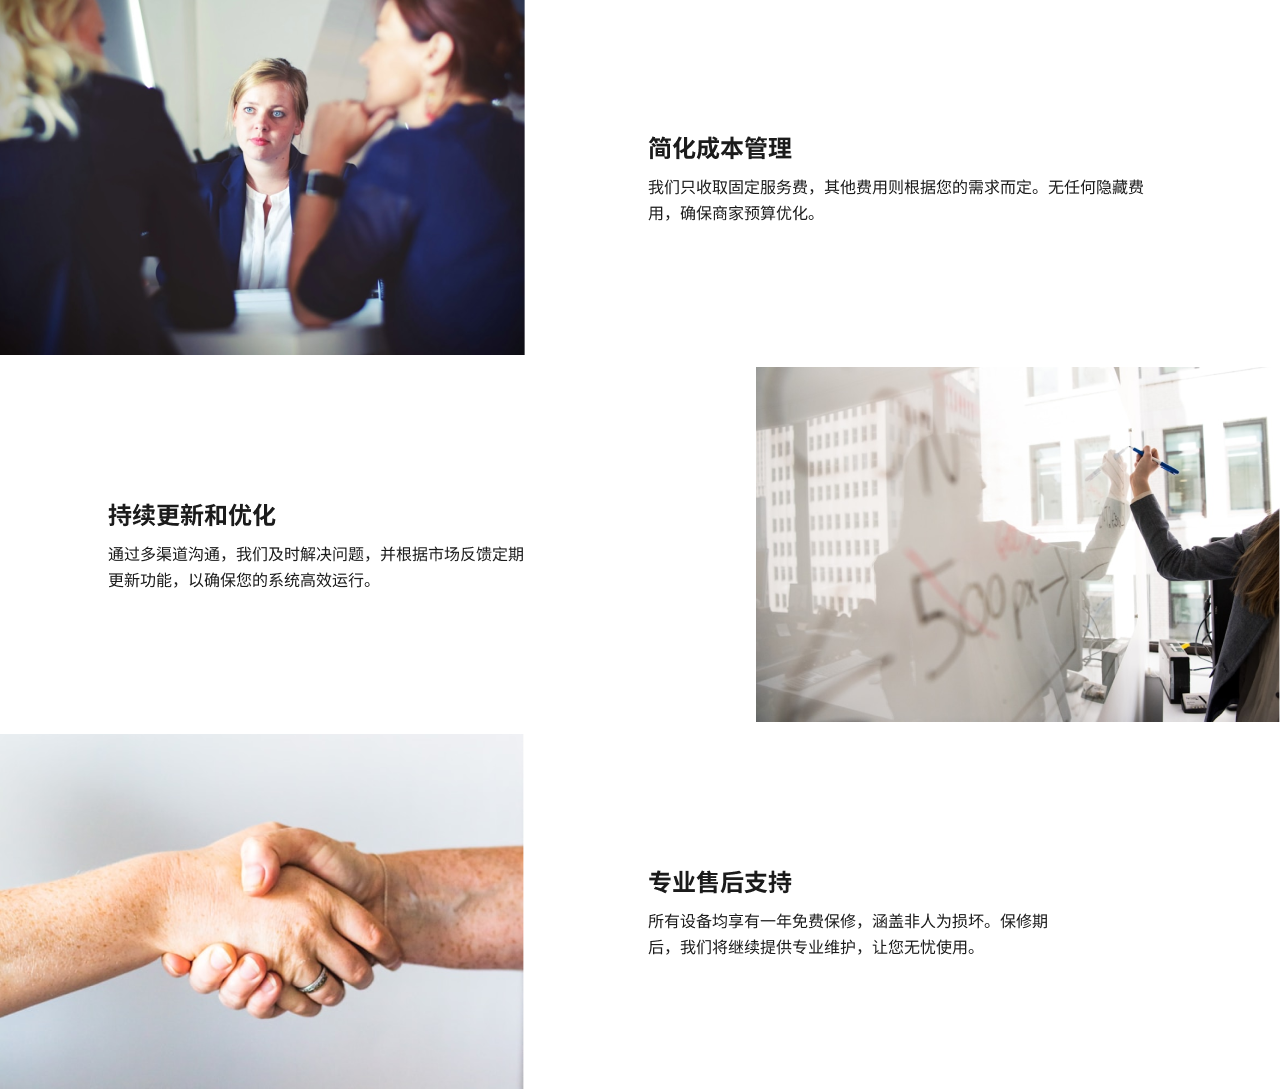 简化成本管理
我们只收取固定服务费，其他费用则根据您的需求而定。无任何隐藏费
用，确保商家预算优化。
持续更新和优化
通过多渠道沟通，我们及时解决问题，并根据市场反馈定期
更新功能，以确保您的系统高效运行。
500px
专业售后支持
所有设备均享有一年免费保修，涵盖非人为损坏。保修期
后，我们将继续提供专业维护，让您无忧使用。